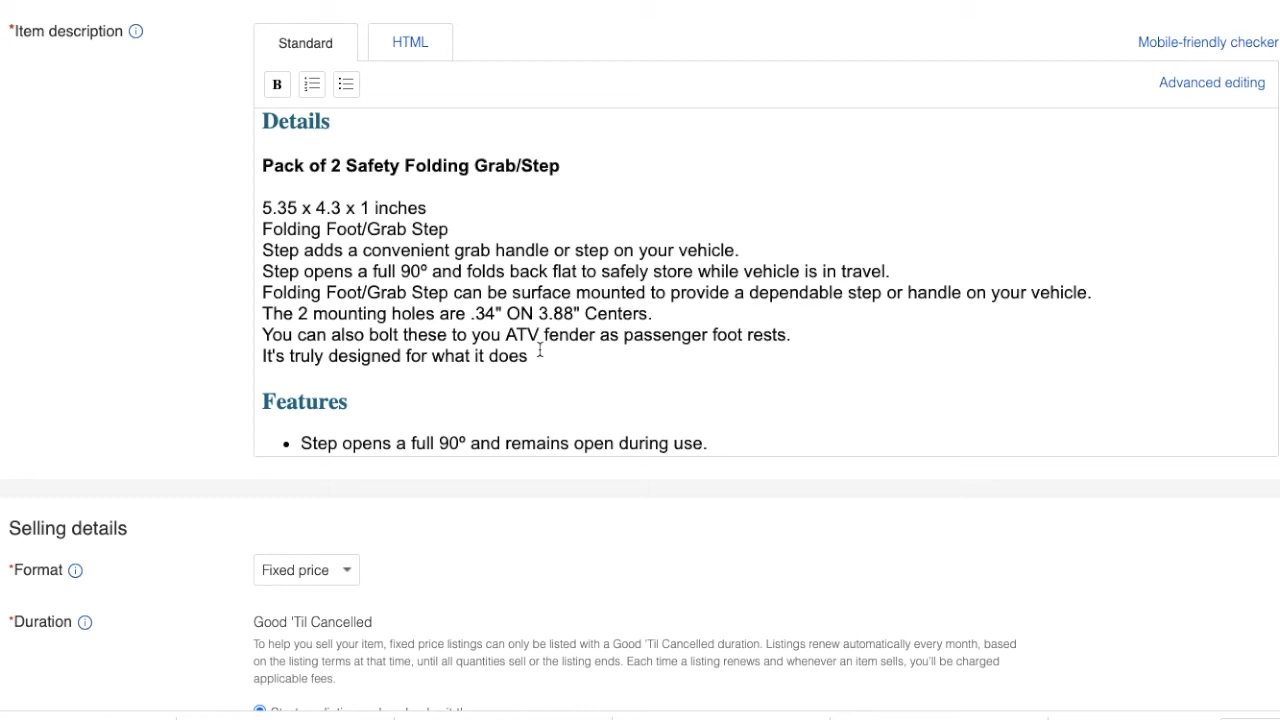 *Item description
Standard
HTML
Mobile-friendly checker
B
Advanced editing
Details
Pack of 2 Safety Folding Grab/Step
5.35 x 4.3 x 1 inches
Folding Foot/Grab Step
Step adds a convenient grab handle or step on your vehicle.
Step opens a full 90º and folds back flat to safely store while vehicle is in travel.
Folding Foot/Grab Step can be surface mounted to provide a dependable step or handle on your vehicle.
The 2 mounting holes are .34" ON 3.88" Centers.
You can also bolt these to you ATV fender as passenger foot rests.
It's truly designed for what it does
Features
• Step opens a full 90º and remains open during use.
Selling details
*Format
Fixed price
*Duration
Good 'Til Cancelled
To help you sell your item, fixed price listings can only be listed with a Good 'Til Cancelled duration. Listings renew automatically every month, based
on the listing terms at that time, until all quantities sell or the listing ends. Each time a listing renews and whenever an item sells, you'll be charged
applicable fees.